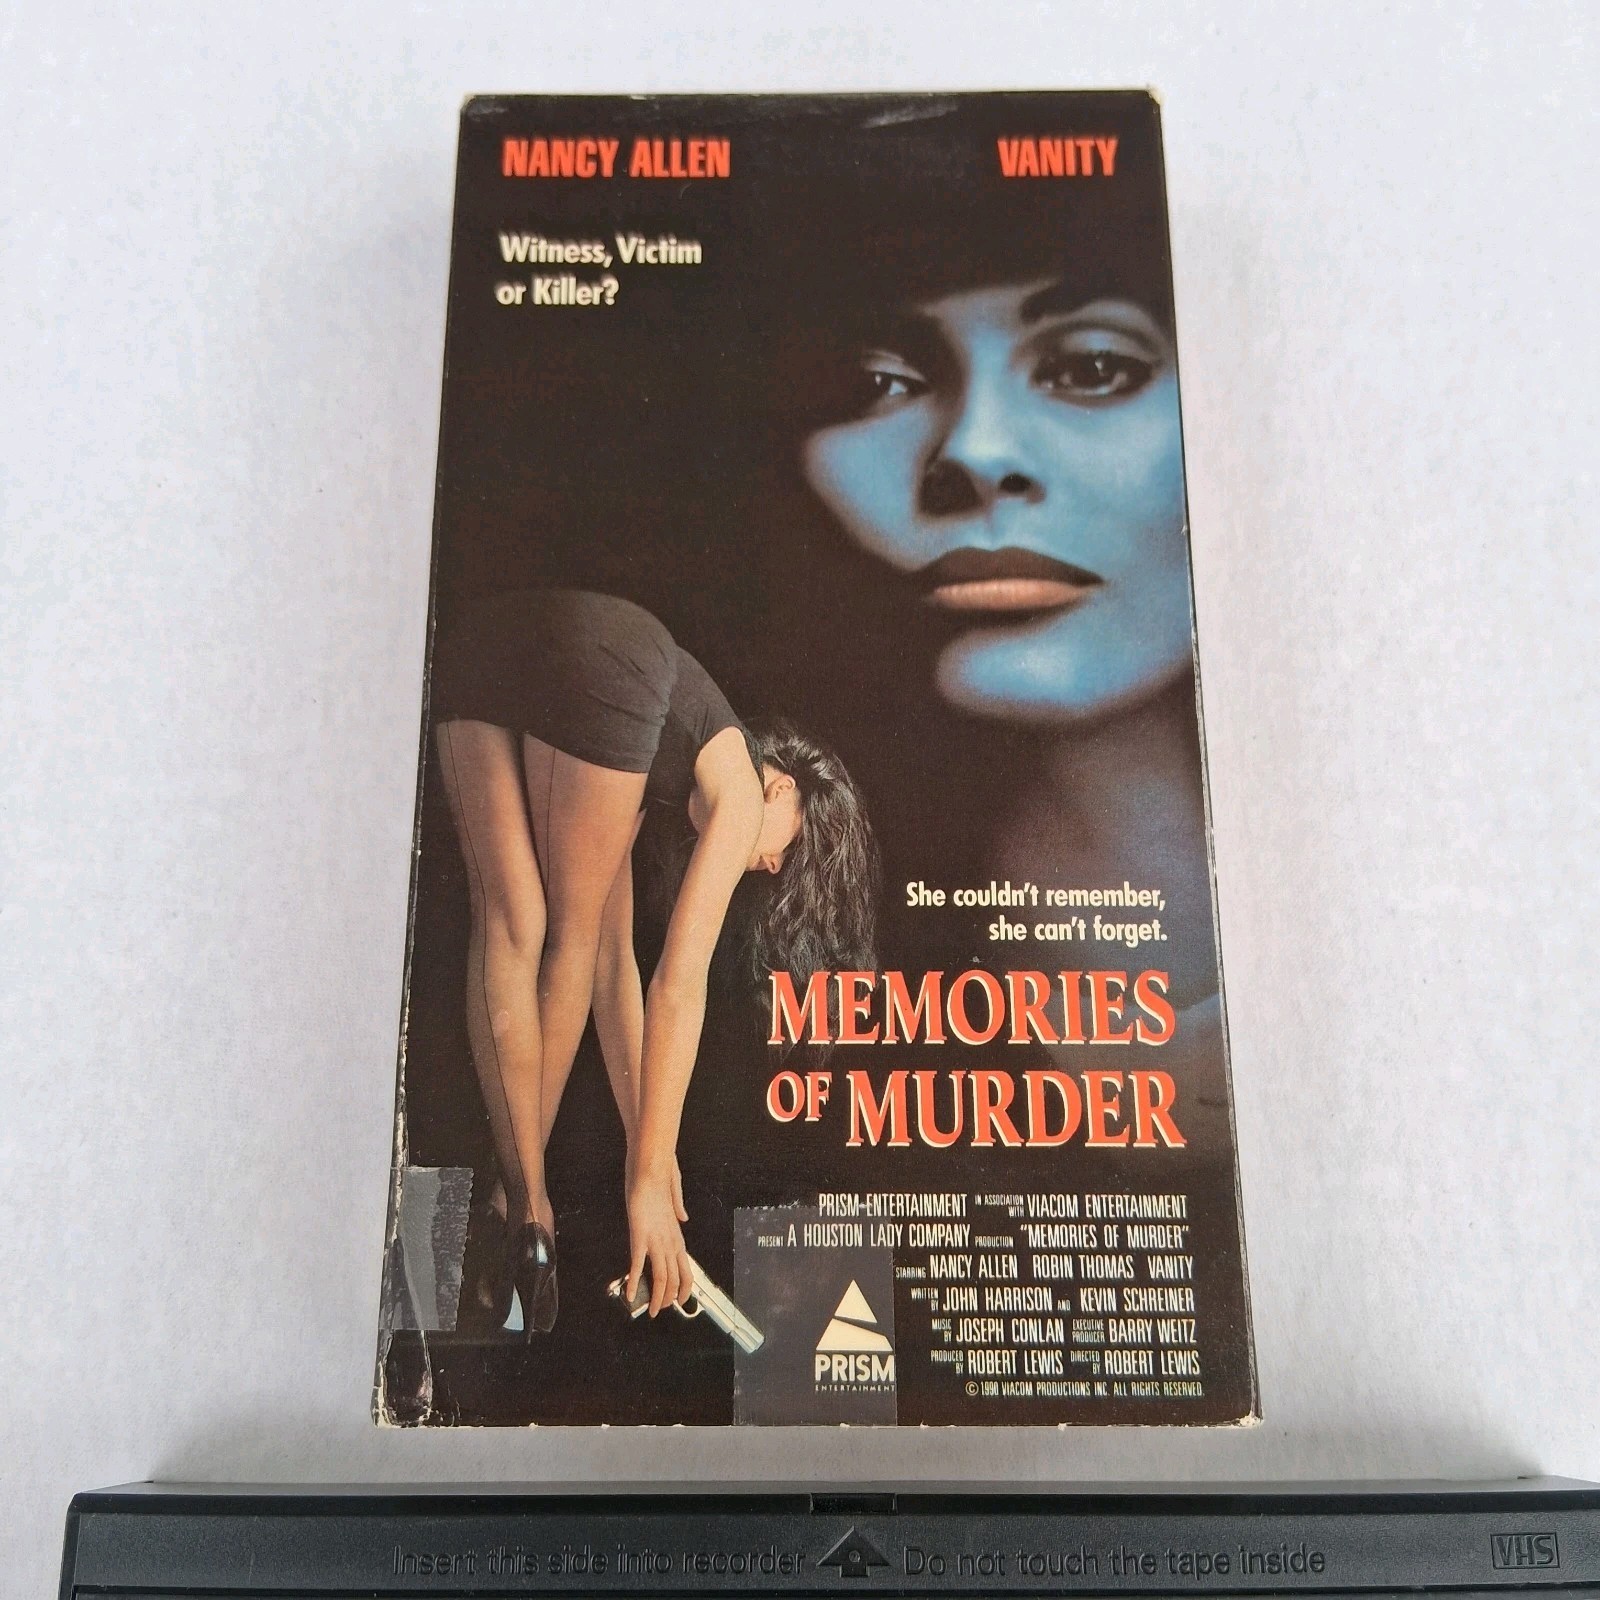 NANCY ALLEN VANITY
Witness, Victim
or Killer?
She couldn't remember,
she can't forget.
MEMORIES
OF MURDER
PRISM ENTERTAINMENT IN ASSOCIATION WITH VIACOM ENTERTAINMENT
PRESENT A HOUSTON LADY COMPANY PRODUCTION "MEMORIES OF MURDER"
STARRING NANCY ALLEN ROBIN THOMAS VANITY
WRITTEN BY JOHN HARRISON AND KEVIN SCHREINER
MUSIC BY JOSEPH CONLAN EXECUTIVE PRODUCER BARRY WEITZ
PRODUCED BY ROBERT LEWIS DIRECTED BY ROBERT LEWIS
© 1990 VIACOM PRODUCTIONS INC. ALL RIGHTS RESERVED.
PRISM
ENTERTAINMENT
Insert this side into recorder Do not touch the tape inside
VHS